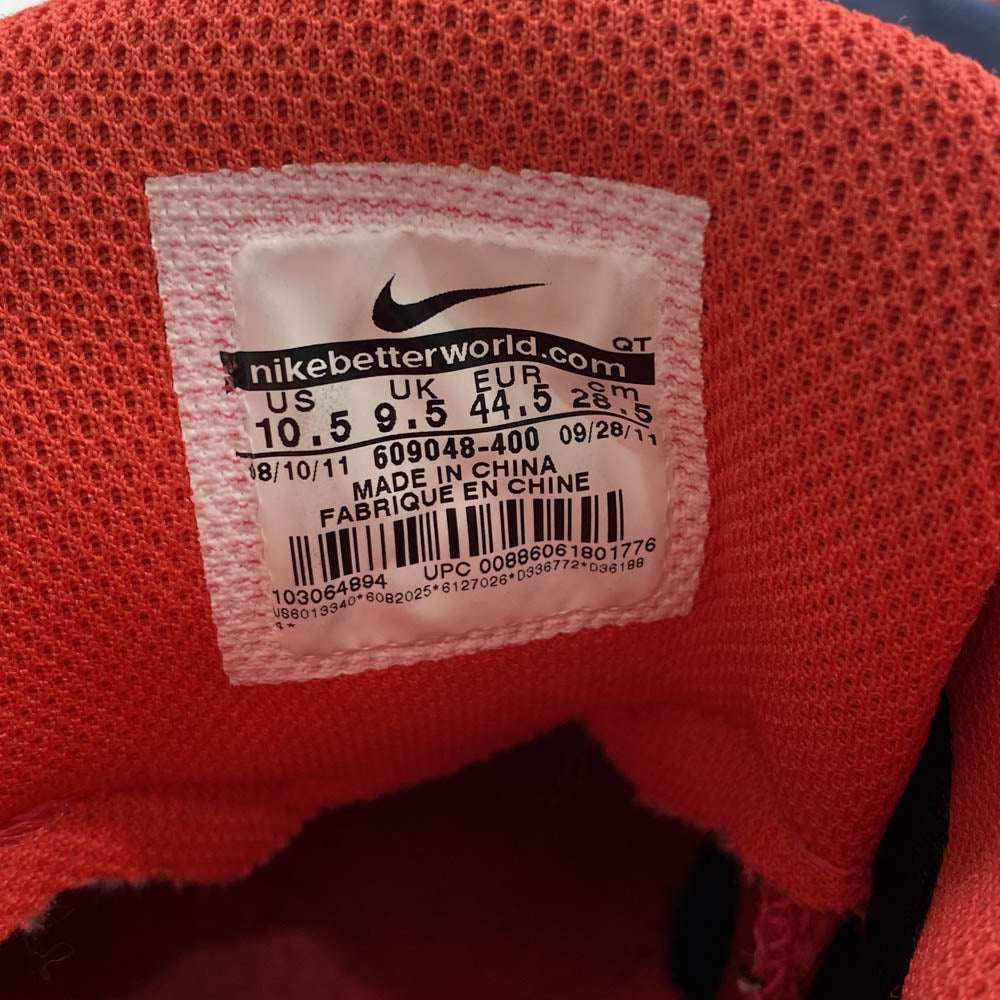 QT
nikebetterworld.com
US UK EUR cm
10.5 9.5 44.5 28.5
08/10/11 609048-400 09/28/11
MADE IN CHINA
FABRIQUE EN CHINE
103064894 UPC 00886061801776
US6013340*6082025*6127026*D336772*D36188
4*